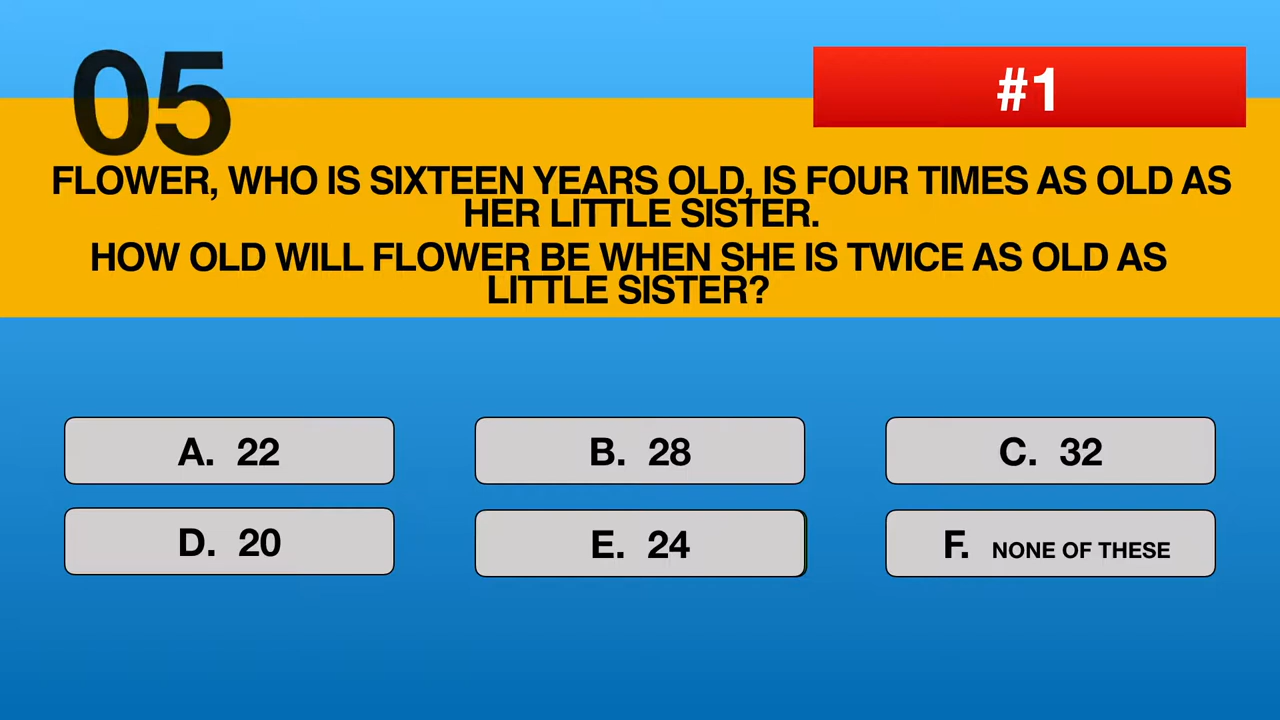 05
#1
FLOWER, WHO IS SIXTEEN YEARS OLD, IS FOUR TIMES AS OLD AS
HER LITTLE SISTER.
HOW OLD WILL FLOWER BE WHEN SHE IS TWICE AS OLD AS
LITTLE SISTER?
A. 22
B. 28
C. 32
D. 20
E. 24
F. NONE OF THESE